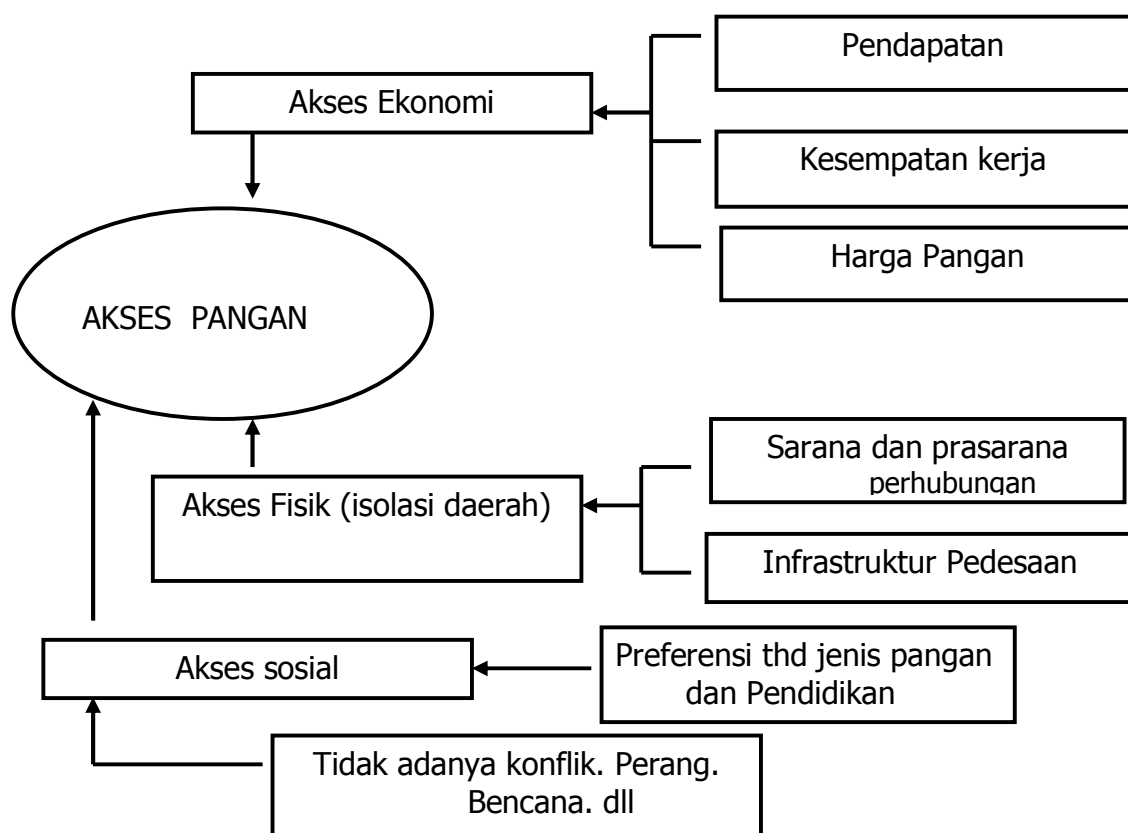 Pendapatan
Akses Ekonomi
Kesempatan kerja
Harga Pangan
AKSES PANGAN
Sarana dan prasarana
perhubungan
Akses Fisik (isolasi daerah)
Infrastruktur Pedesaan
Preferensi thd jenis pangan
dan Pendidikan
Akses sosial
Tidak adanya konflik. Perang.
Bencana. dll